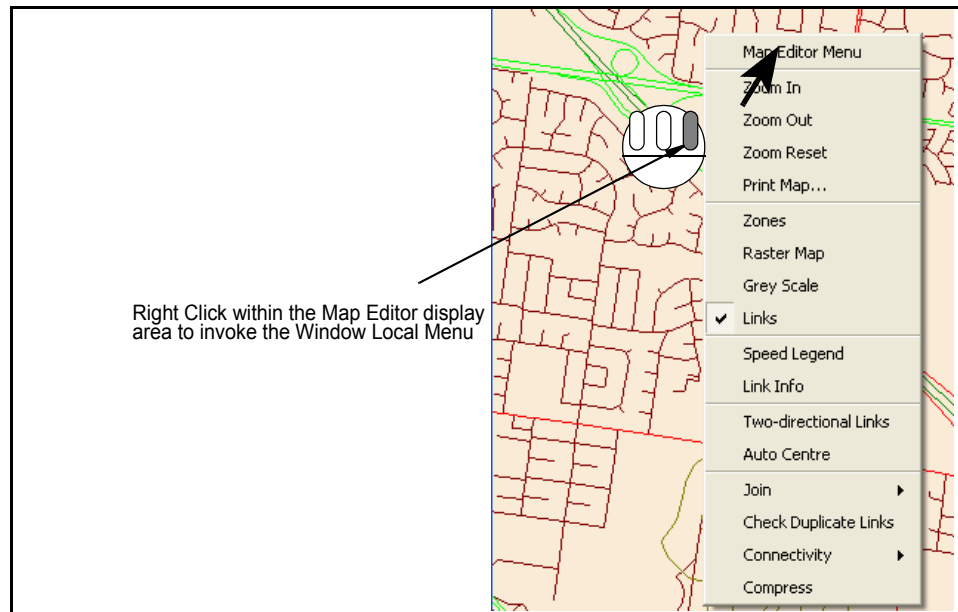 Right Click within the Map Editor display
area to invoke the Window Local Menu
Map Editor Menu
Zoom In
Zoom Out
Zoom Reset
Print Map...
Zones
Raster Map
Grey Scale
Links
Speed Legend
Link Info
Two-directional Links
Auto Centre
Join
Check Duplicate Links
Connectivity
Compress